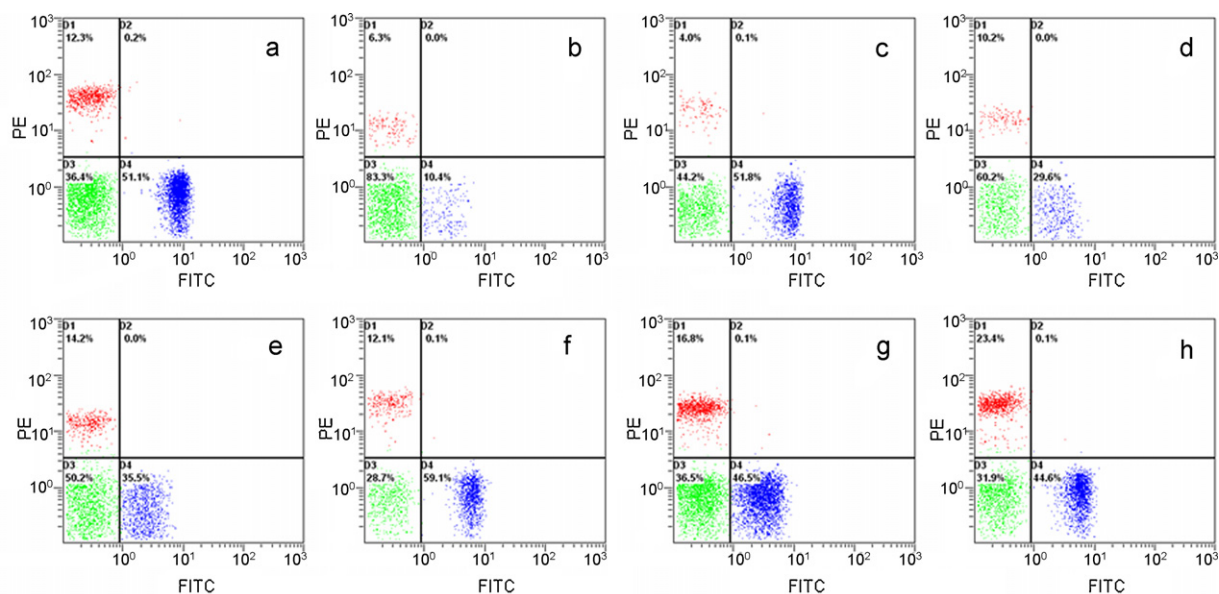 a
PE
10³
10²
10¹
10⁰
D1
12.3%
D2
0.2%
D3
36.4%
D4
51.1%
10⁰ 10¹ 10² 10³
FITC
b
PE
10³
10²
10¹
10⁰
D1
6.3%
D2
0.0%
D3
83.3%
D4
10.4%
10⁰ 10¹ 10² 10³
FITC
c
PE
10³
10²
10¹
10⁰
D1
4.0%
D2
0.1%
D3
44.2%
D4
51.8%
10⁰ 10¹ 10² 10³
FITC
d
PE
10³
10²
10¹
10⁰
D1
10.2%
D2
0.0%
D3
60.2%
D4
29.6%
10⁰ 10¹ 10² 10³
FITC
e
PE
10³
10²
10¹
10⁰
D1
14.2%
D2
0.0%
D3
50.2%
D4
35.5%
10⁰ 10¹ 10² 10³
FITC
f
PE
10³
10²
10¹
10⁰
D1
12.1%
D2
0.1%
D3
28.7%
D4
59.1%
10⁰ 10¹ 10² 10³
FITC
g
PE
10³
10²
10¹
10⁰
D1
16.8%
D2
0.1%
D3
36.5%
D4
46.5%
10⁰ 10¹ 10² 10³
FITC
h
PE
10³
10²
10¹
10⁰
D1
23.4%
D2
0.1%
D3
31.9%
D4
44.6%
10⁰ 10¹ 10² 10³
FITC